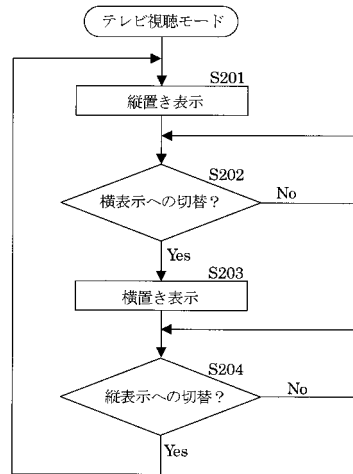 テレビ視聴モード
S201
縦置き表示
S202
横表示への切替?
No
Yes
S203
横置き表示
S204
縦表示への切替?
No
Yes